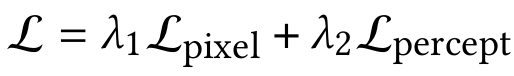 ℒ = λ₁ℒ_pixel + λ₂ℒ_percept